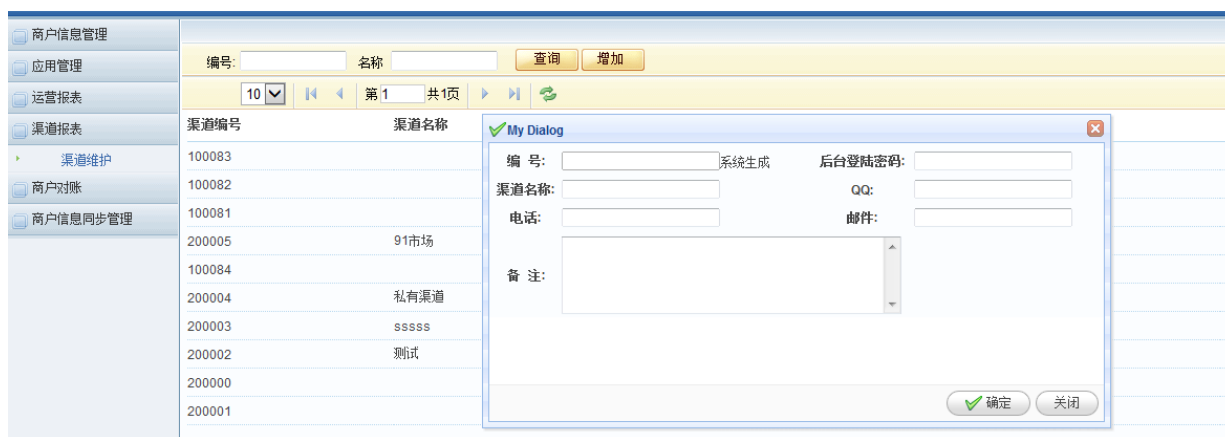 商户信息管理
应用管理
运营报表
渠道报表
渠道维护
商户对账
商户信息同步管理
编号: 名称 查询 增加
10 第 1 共1页
渠道编号 渠道名称
100083
100082
100081
200005 91市场
100084
200004 私有渠道
200003 sssss
200002 测试
200000
200001
My Dialog
编 号: 系统生成 后台登陆密码:
渠道名称: QQ:
电话: 邮件:
备 注:
确定 关闭